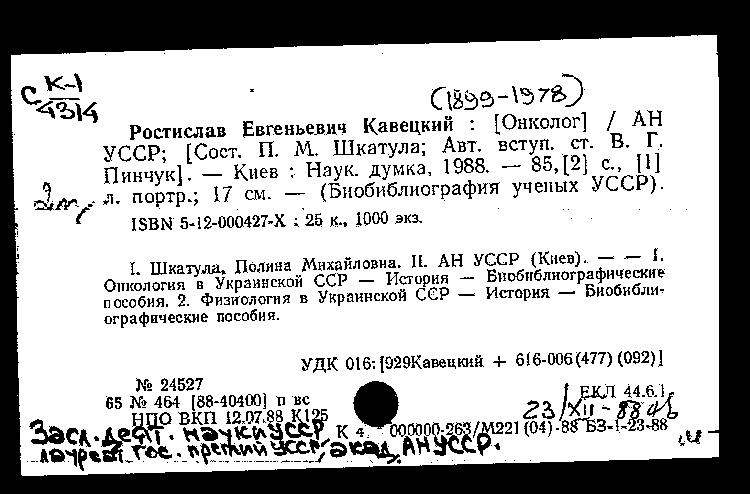 С К-1
4314
(1899-1978)
Ростислав Евгеньевич Кавецкий : [Онколог] / АН
УССР; [Сост. П. М. Шкатула; Авт. вступ. ст. В. Г.
Пинчук]. — Киев : Наук. думка, 1988. — 85,[2] с., [1]
л. портр.; 17 см. — (Библиография ученых УССР).
ISBN 5-12-000427-X : 25 к., 1000 экз.
I. Шкатула, Полина Михайловна. II. АН УССР (Киев). — — 1.
Онкология в Украинской ССР — История — Биобиблиографические
пособия. 2. Физиология в Украинской ССР — История — Биобибли-
ографические пособия.
УДК 016:[929Кавецкий + 616-006(477)(092)]
№ 24527
65 № 464 [88-40400] п вс
ЕКЛ 44.6.1
23/XII-88
НПО ВКП 12.07.88 К125
К 4 000000-263/М221(04)-88 БЗ-1-23-88
Засл. деят. науки УССР
лауреат Гос. премий УССР, акад. АН УССР.